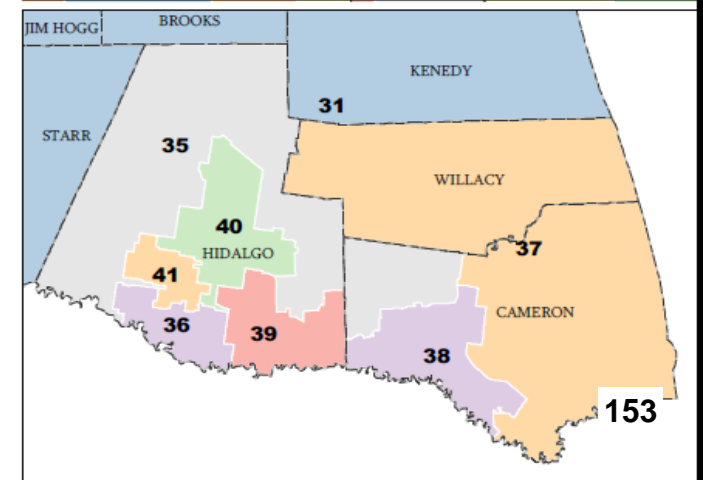 JIM HOGG
BROOKS
KENEDY
31
STARR
35
WILLACY
40
HIDALGO
37
41
CAMERON
36
39
38
153